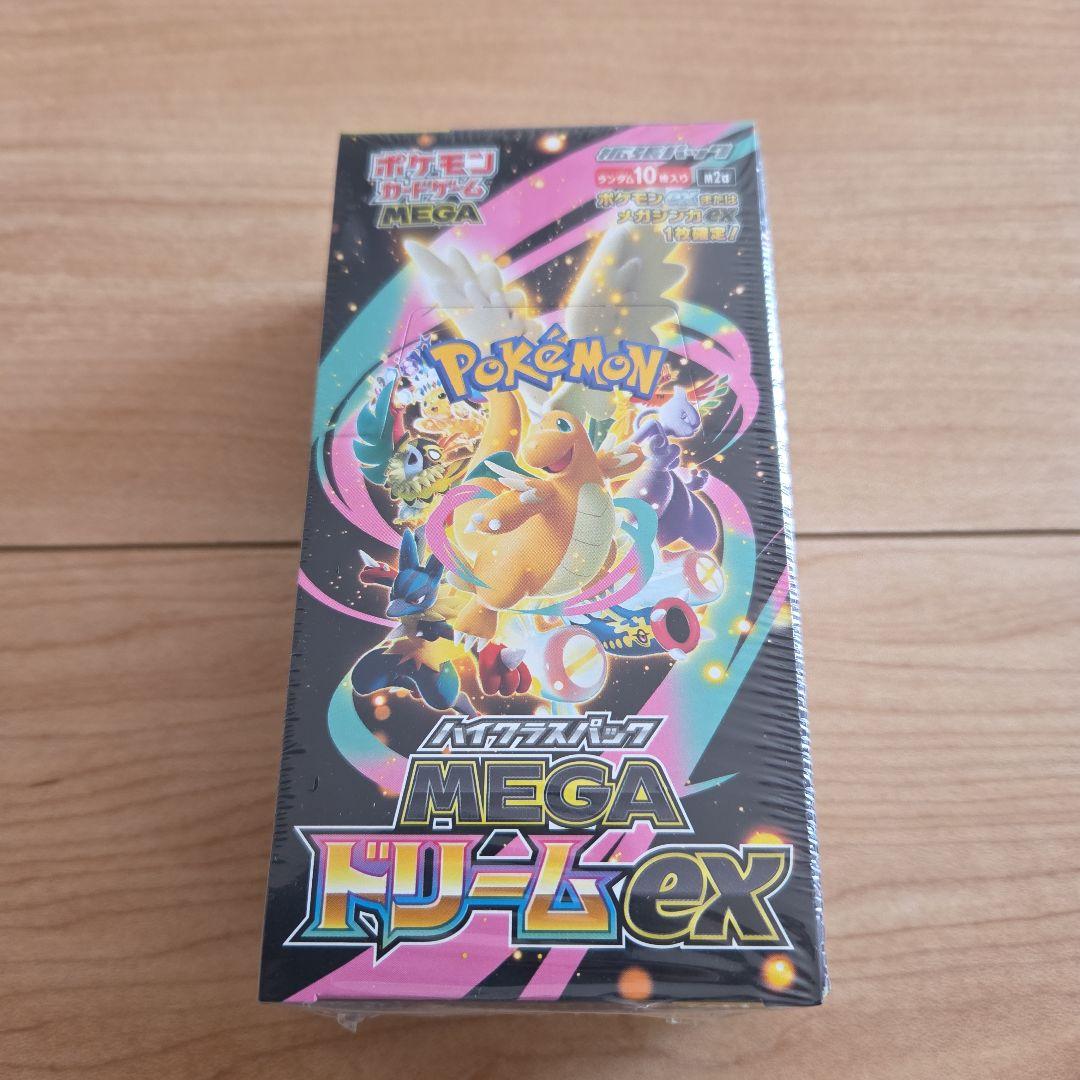 ポケモン
カードゲーム
MEGA
拡張パック
ランダム10枚入り
M2a
ポケモンexまたは
メガシンカex
1枚確定!
POKÉMON
TM
ハイクラスパック
MEGA
ドリームex